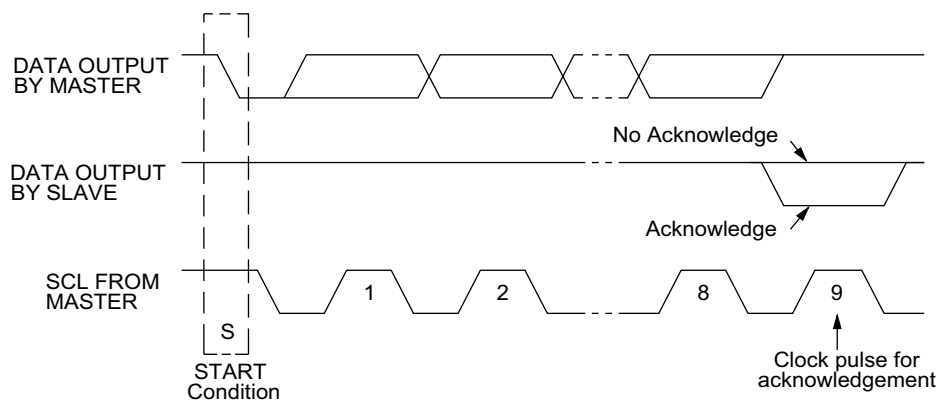 DATA OUTPUT
BY MASTER
No Acknowledge
DATA OUTPUT
BY SLAVE
Acknowledge
SCL FROM
MASTER
1
2
8
9
S
START
Condition
Clock pulse for
acknowledgement